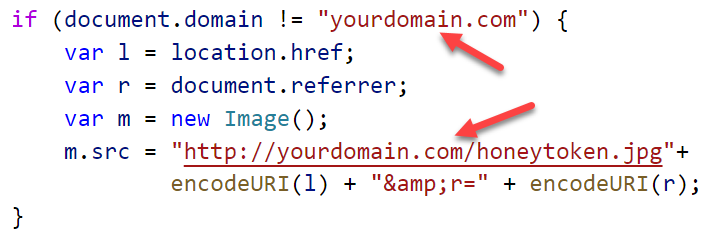 if (document.domain != "yourdomain.com") {
var l = location.href;
var r = document.referrer;
var m = new Image();
m.src = "http://yourdomain.com/honeytoken.jpg"+
encodeURI(l) + "&amp;r=" + encodeURI(r);
}